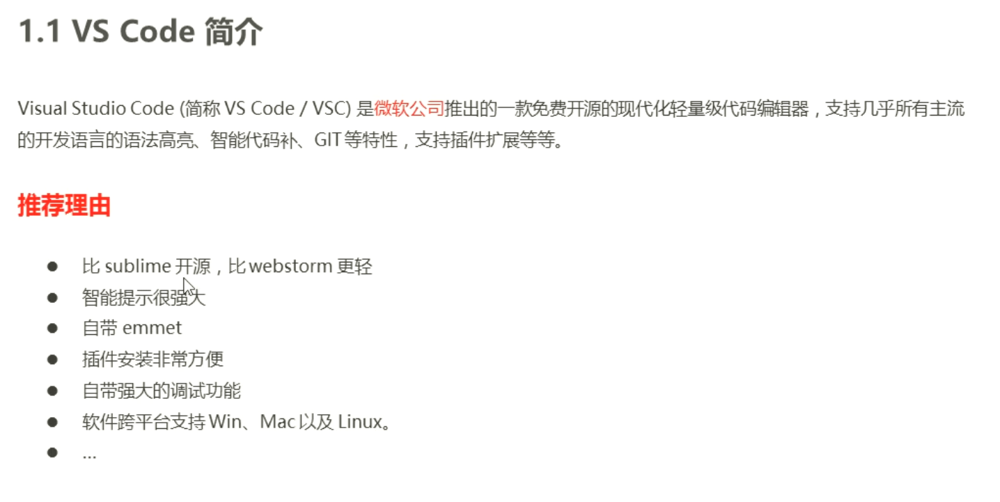 1.1 VS Code 简介
Visual Studio Code (简称 VS Code / VSC) 是微软公司推出的一款免费开源的现代化轻量级代码编辑器，支持几乎所有主流
的开发语言的语法高亮、智能代码补、GIT 等特性，支持插件扩展等等。
推荐理由
● 比 sublime 开源，比 webstorm 更轻
● 智能提示很强大
● 自带 emmet
● 插件安装非常方便
● 自带强大的调试功能
● 软件跨平台支持 Win、Mac 以及 Linux。
● ...